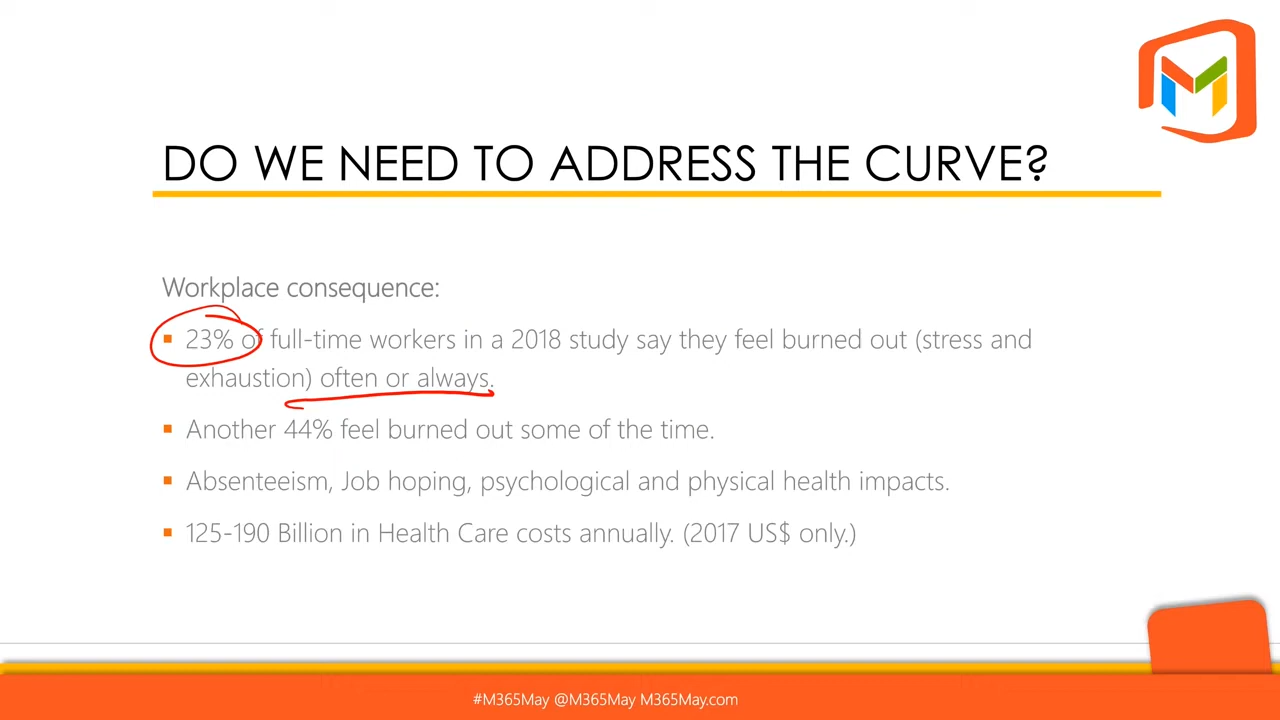 DO WE NEED TO ADDRESS THE CURVE?
Workplace consequence:
▪ 23% of full-time workers in a 2018 study say they feel burned out (stress and
exhaustion) often or always.
▪ Another 44% feel burned out some of the time.
▪ Absenteeism, Job hoping, psychological and physical health impacts.
▪ 125-190 Billion in Health Care costs annually. (2017 US$ only.)
#M365May @M365May M365May.com